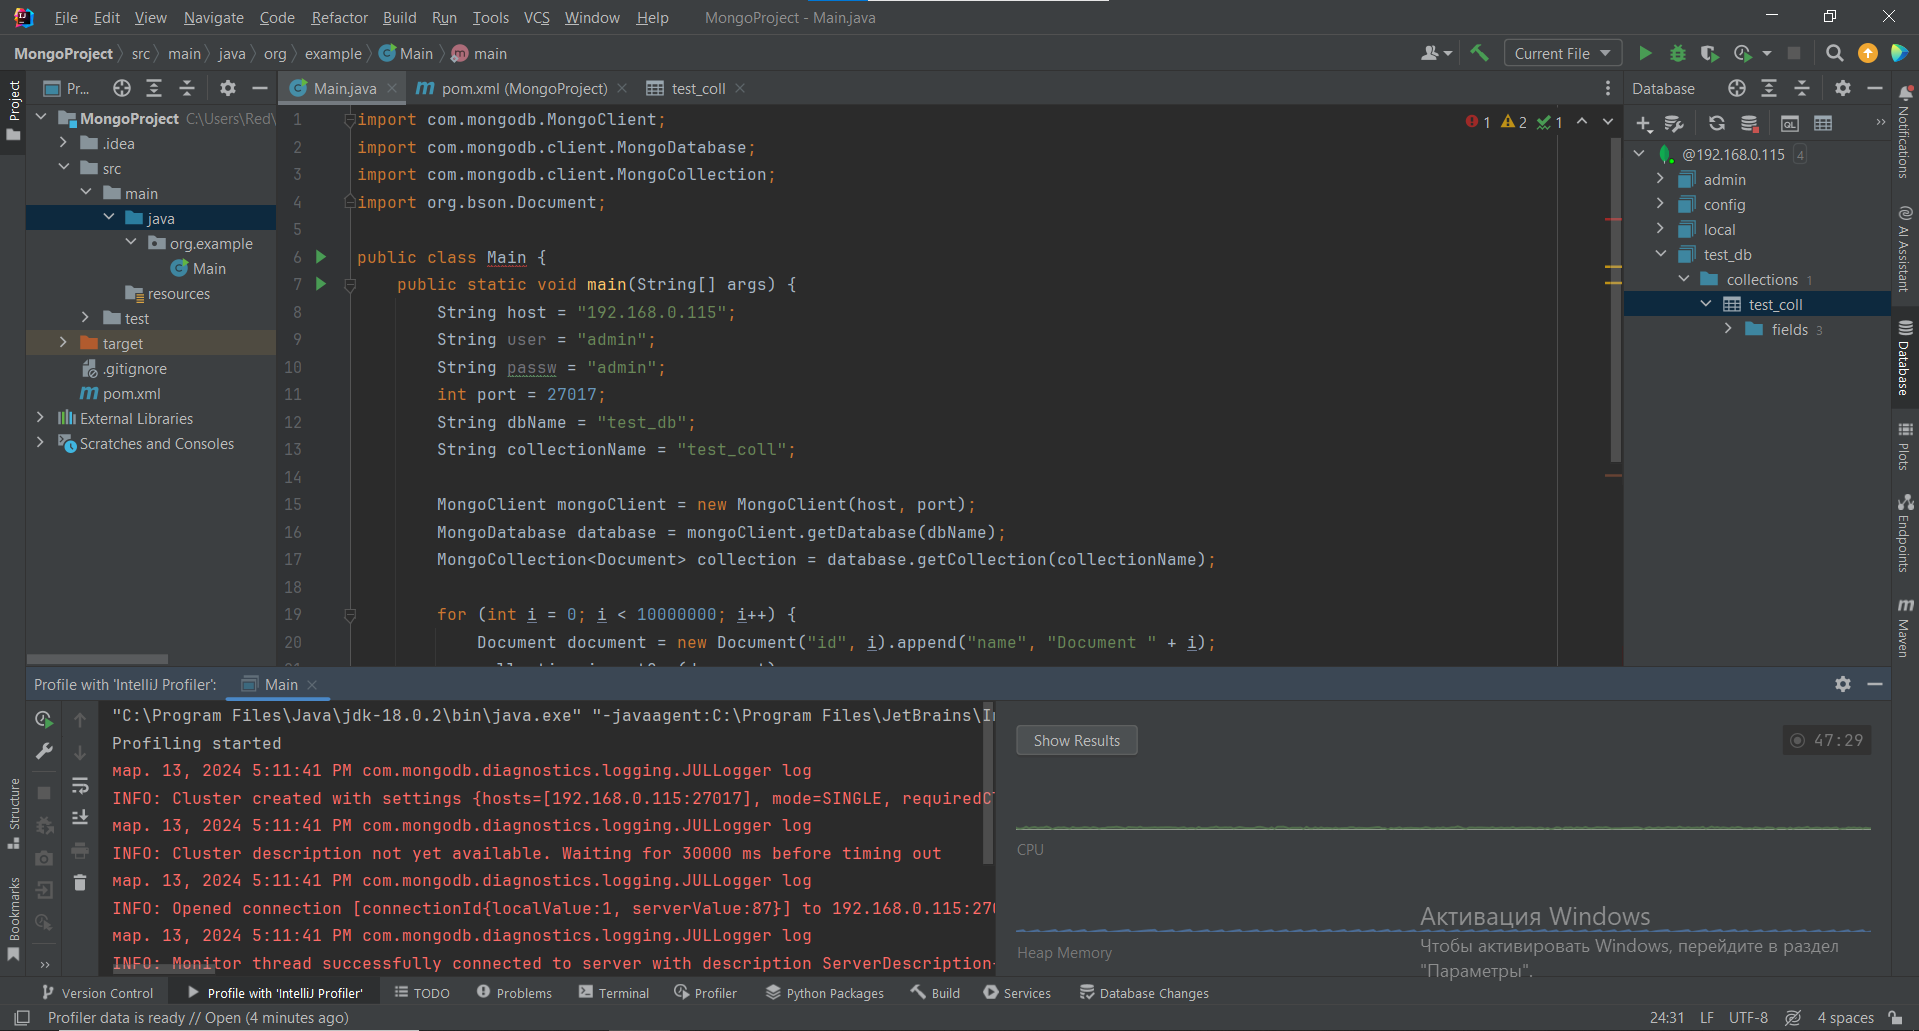 File Edit View Navigate Code Refactor Build Run Tools VCS Window Help MongoProject - Main.java
MongoProject src main java org example Main main
Current File
Project
Pr...
Main.java
pom.xml (MongoProject)
test_coll
Database
MongoProject C:\Users\Red\
.idea
src
main
java
org.example
Main
resources
test
target
.gitignore
pom.xml
External Libraries
Scratches and Consoles
1 import com.mongodb.MongoClient;
2 import com.mongodb.client.MongoDatabase;
3 import com.mongodb.client.MongoCollection;
4 import org.bson.Document;
5
6 public class Main {
7 public static void main(String[] args) {
8 String host = "192.168.0.115";
9 String user = "admin";
10 String passw = "admin";
11 int port = 27017;
12 String dbName = "test_db";
13 String collectionName = "test_coll";
14
15 MongoClient mongoClient = new MongoClient(host, port);
16 MongoDatabase database = mongoClient.getDatabase(dbName);
17 MongoCollection<Document> collection = database.getCollection(collectionName);
18
19 for (int i = 0; i < 10000000; i++) {
20 Document document = new Document("id", i).append("name", "Document " + i);
1 2 1
QL
@192.168.0.115 4
admin
config
local
test_db
collections 1
test_coll
fields 3
Notifications
AI Assistant
Database
Plots
Endpoints
Maven
Profile with 'IntelliJ Profiler': Main
"C:\Program Files\Java\jdk-18.0.2\bin\java.exe" "-javaagent:C:\Program Files\JetBrains\
Profiling started
мар. 13, 2024 5:11:41 PM com.mongodb.diagnostics.logging.JULLogger log
INFO: Cluster created with settings {hosts=[192.168.0.115:27017], mode=SINGLE,
мар. 13, 2024 5:11:41 PM com.mongodb.diagnostics.logging.JULLogger log
INFO: Cluster description not yet available. Waiting for 30000 ms before timing out
мар. 13, 2024 5:11:41 PM com.mongodb.diagnostics.logging.JULLogger log
INFO: Opened connection [connectionId{localValue:1, serverValue:87}] to
мар. 13, 2024 5:11:41 PM com.mongodb.diagnostics.logging.JULLogger log
INFO: Monitor thread successfully connected to server with description ServerDescription
Show Results
47:29
CPU
Heap Memory
Активация Windows
Чтобы активировать Windows, перейдите в раздел
"Параметры".
Structure
Bookmarks
Version Control Profile with 'IntelliJ Profiler' TODO Problems Terminal Profiler Python Packages Build Services Database Changes
Profiler data is ready // Open (4 minutes ago)
24:31 LF UTF-8 4 spaces